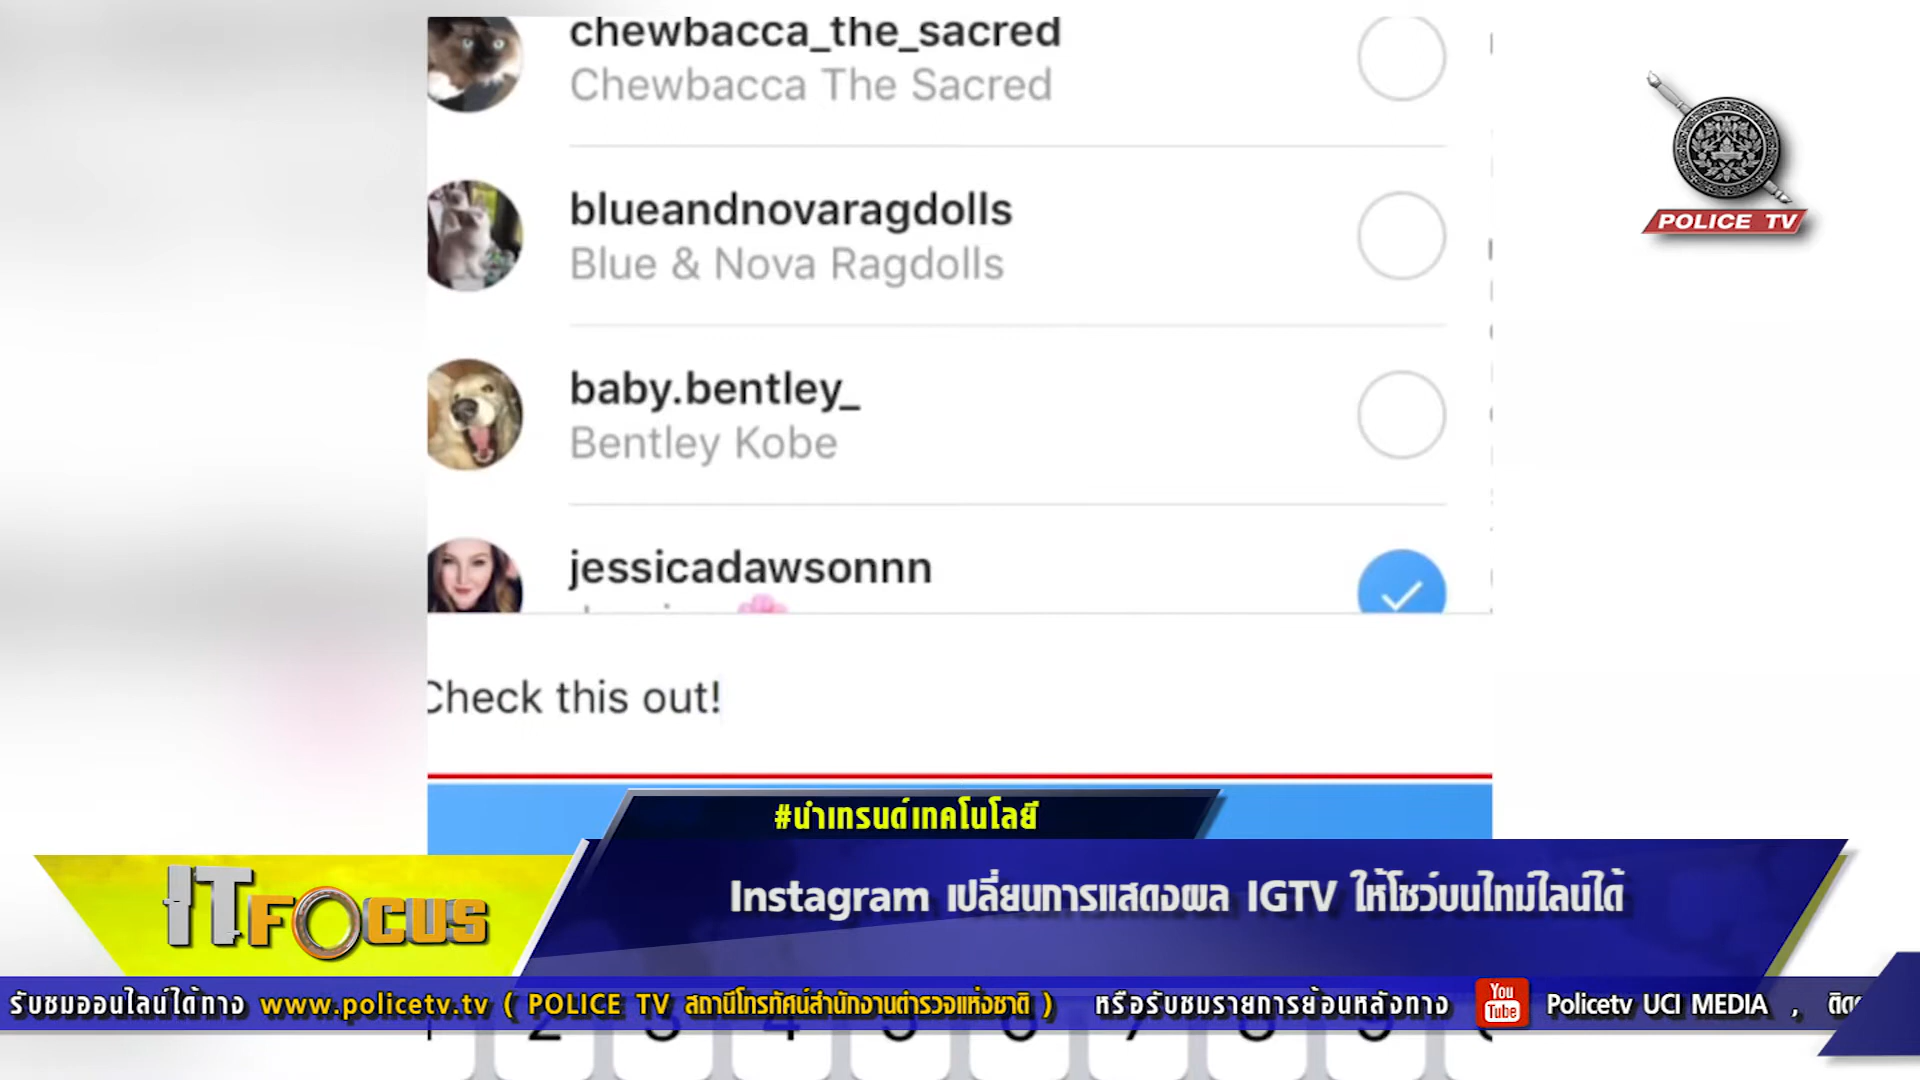 chewbacca_the_sacred
Chewbacca The Sacred
blueandnovaragdolls
Blue & Nova Ragdolls
baby.bentley_
Bentley Kobe
jessicadawsonnn
Check this out!
POLICE TV
#นำเทรนด์เทคโนโลยี
IT FOCUS
Instagram เปลี่ยนการแสดงผล IGTV ให้โชว์บนไทม์ไลน์ได้
รับชมออนไลน์ได้ทาง www.policetv.tv ( POLICE TV สถานีโทรทัศน์สำนักงานตำรวจแห่งชาติ ) หรือรับชมรายการย้อนหลังทาง You Tube Policetv UCI MEDIA ,